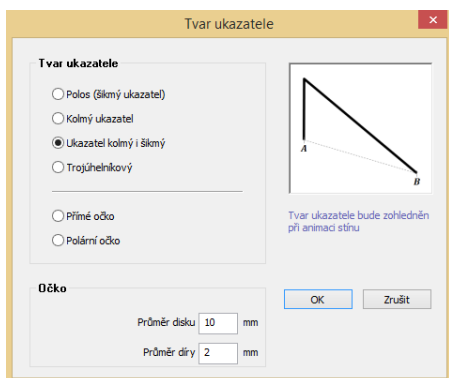 Tvar ukazatele
Tvar ukazatele
Polos (šikmý ukazatel)
Kolmý ukazatel
Ukazatel kolmý i šikmý
Trojúhelníkový
Přímé očko
Polární očko
A
B
Tvar ukazatele bude zohledněn
při animaci stínu
Očko
Průměr disku 10 mm
Průměr díry 2 mm
OK Zrušit